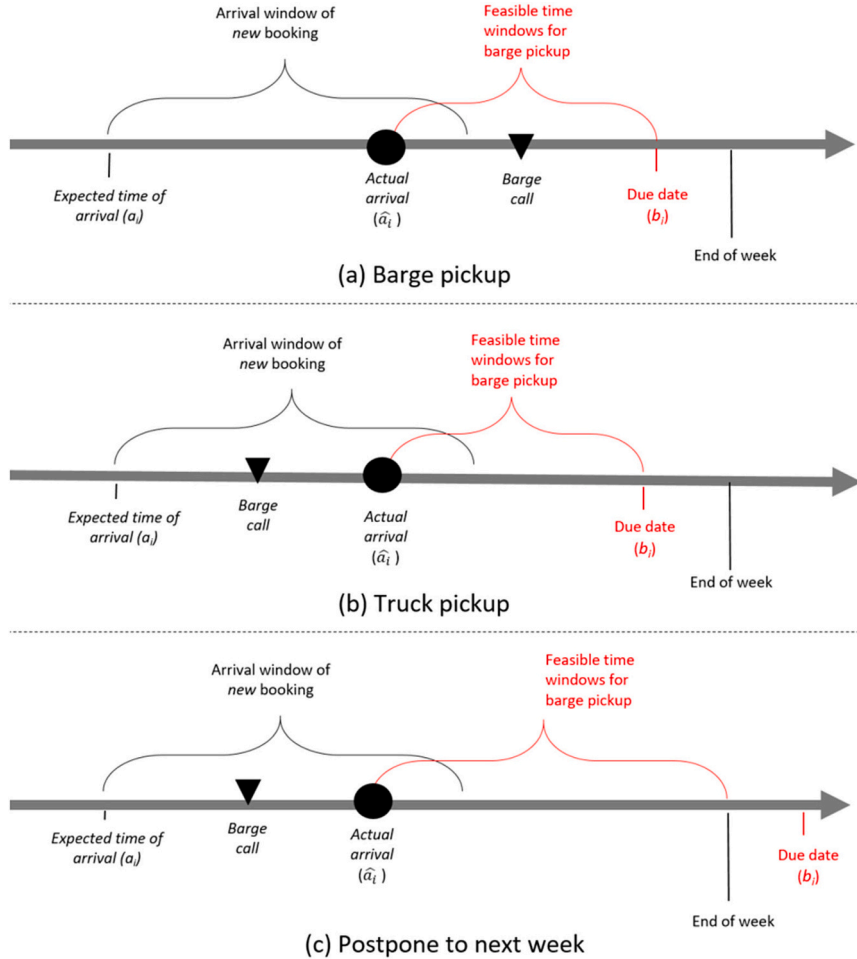 Arrival window of
new booking
Feasible time
windows for
barge pickup
Expected time of
arrival (aᵢ)
Actual
arrival
(âᵢ )
Barge
call
Due date
(bᵢ)
End of week
(a) Barge pickup
Arrival window of
new booking
Feasible time
windows for
barge pickup
Expected time of
arrival (aᵢ)
Barge
call
Actual
arrival
(âᵢ )
Due date
(bᵢ)
End of week
(b) Truck pickup
Arrival window of
new booking
Feasible time
windows for
barge pickup
Expected time of
arrival (aᵢ)
Barge
call
Actual
arrival
(âᵢ )
Due date
(bᵢ)
End of week
(c) Postpone to next week